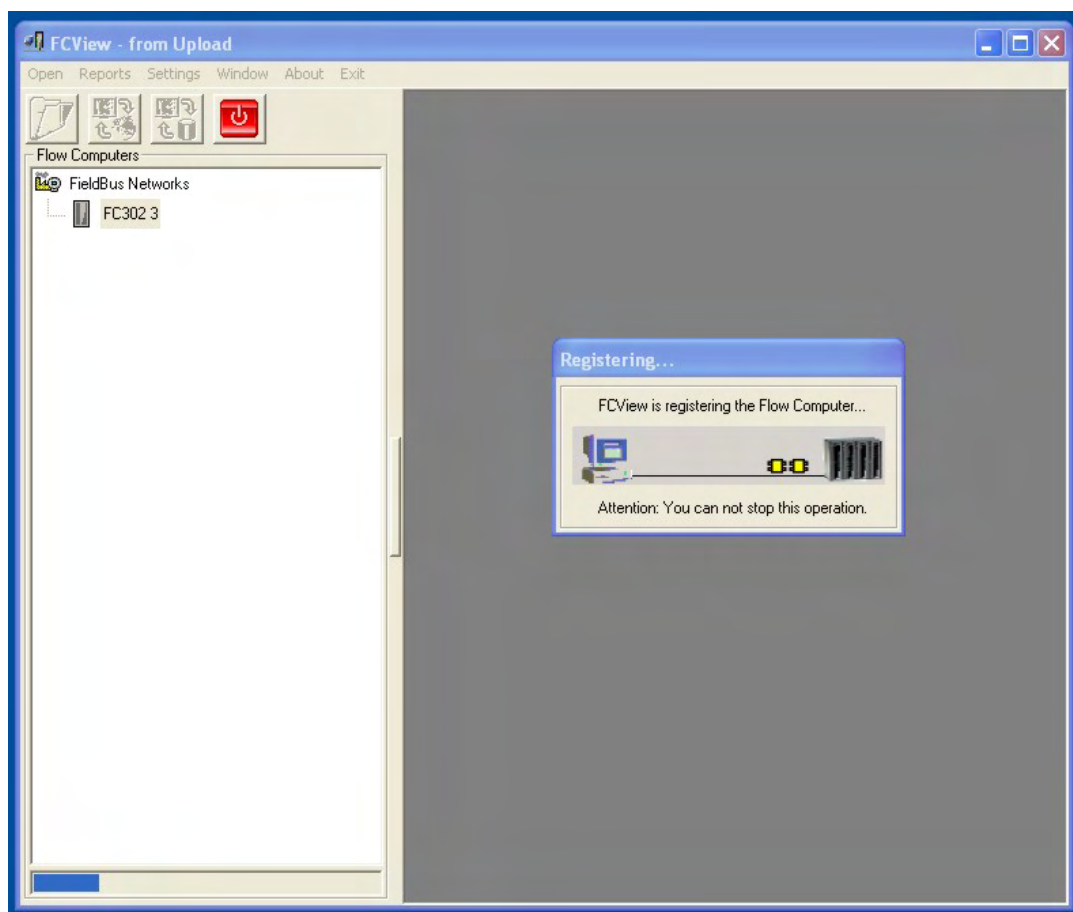 FCView - from Upload
Open Reports Settings Window About Exit
Flow Computers
FieldBus Networks
FC302 3
Registering...
FCView is registering the Flow Computer...
Attention: You can not stop this operation.